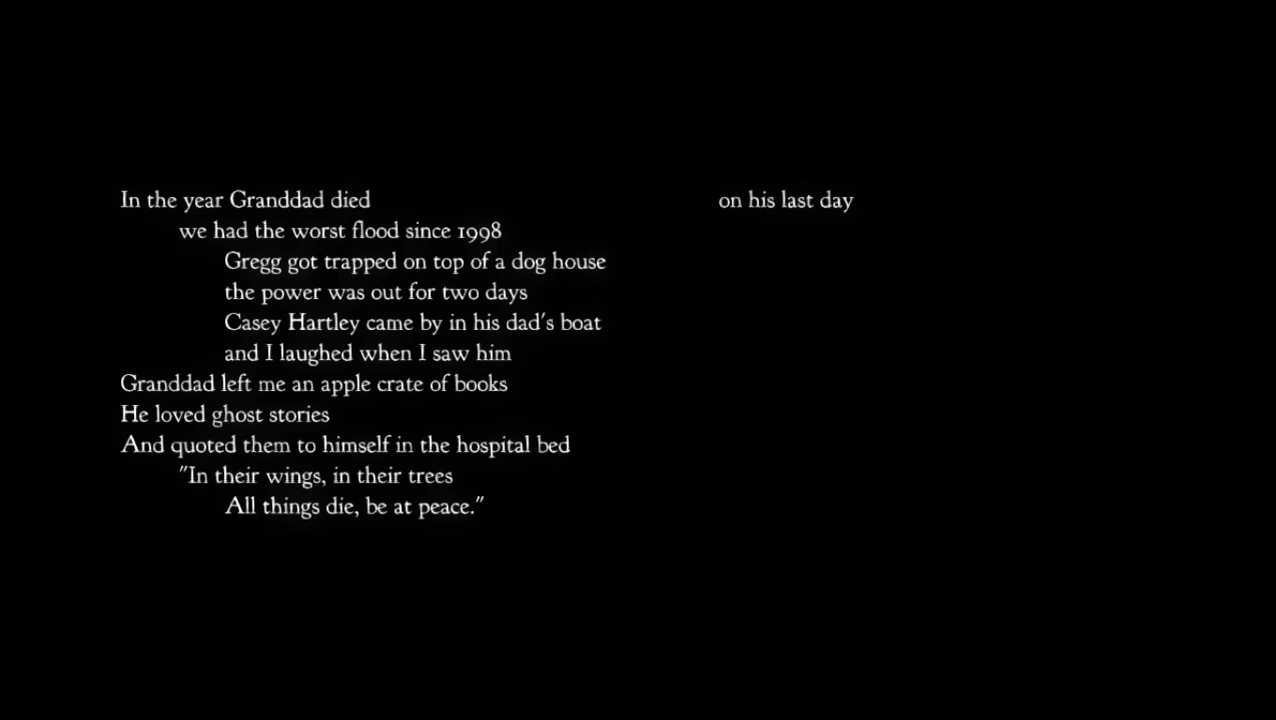 In the year Granddad died
we had the worst flood since 1998
Gregg got trapped on top of a dog house
the power was out for two days
Casey Hartley came by in his dad's boat
and I laughed when I saw him
Granddad left me an apple crate of books
He loved ghost stories
And quoted them to himself in the hospital bed
"In their wings, in their trees
All things die, be at peace."
on his last day